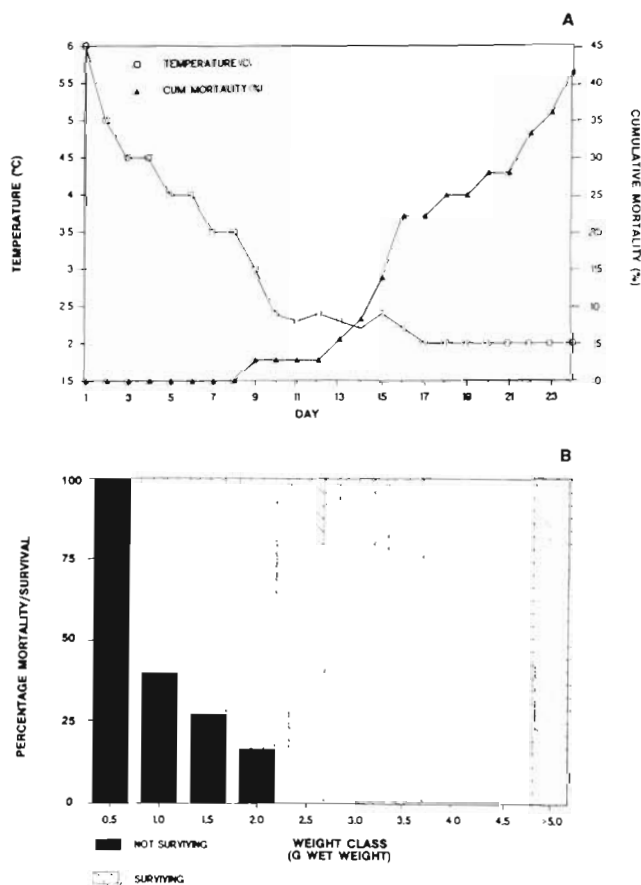 A
TEMPERATURE (C)
CUM MORTALITY (%)
TEMPERATURE (°C)
6
5.5
5
4.5
4
3.5
3
2.5
2
15
CUMULATIVE MORTALITY (%)
45
40
35
30
25
20
15
10
5
0
1 3 5 7 9 11 13 15 17 19 21 23
DAY
B
PERCENTAGE MORTALITY/SURVIVAL
100
75
50
25
0
0.5 1.0 1.5 2.0 2.5 3.0 3.5 4.0 4.5 >5.0
WEIGHT CLASS
(G WET WEIGHT)
NOT SURVIVING
SURVIVING